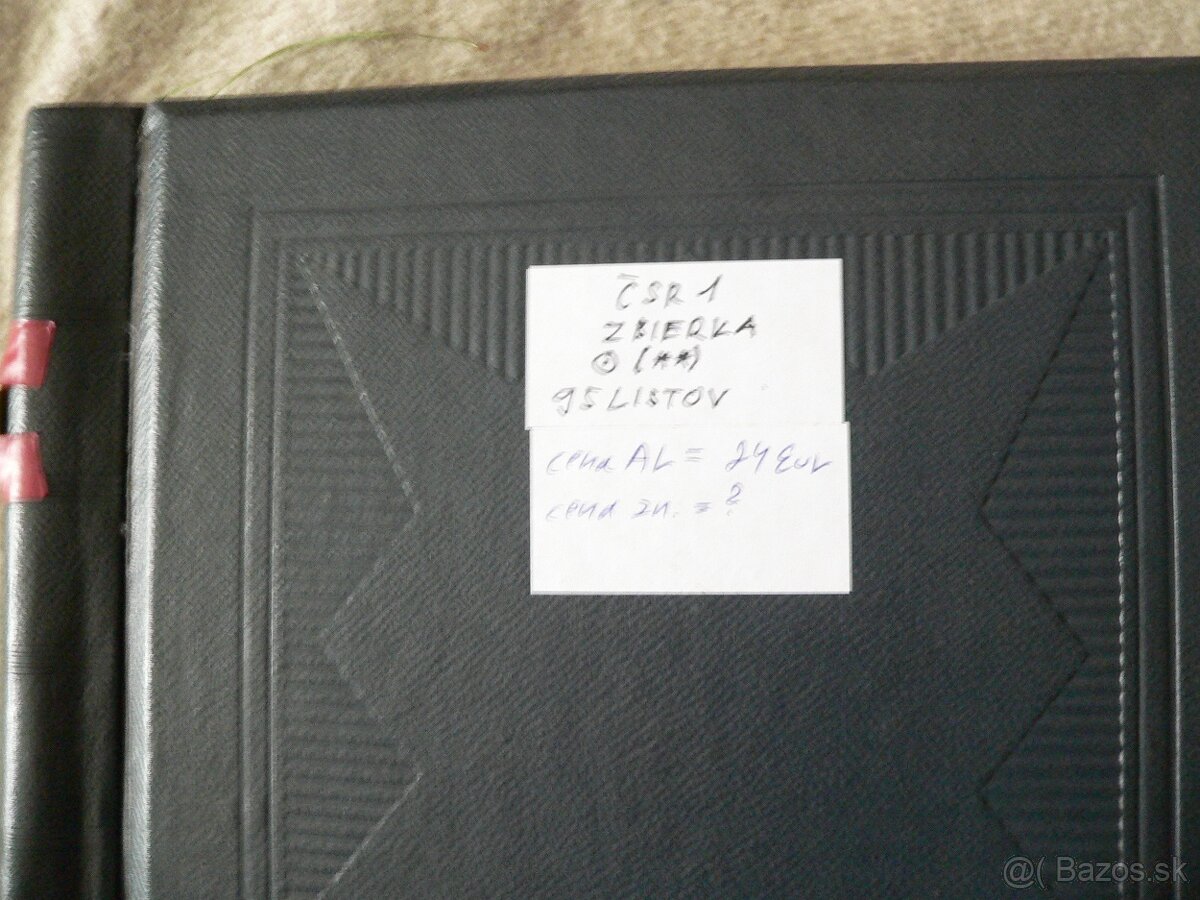 ČSR 1
ZBIERKA
⊙ (**)
95 LISTOV
cena AL = 24 Eur
cena zn. = ?
@( Bazos.sk